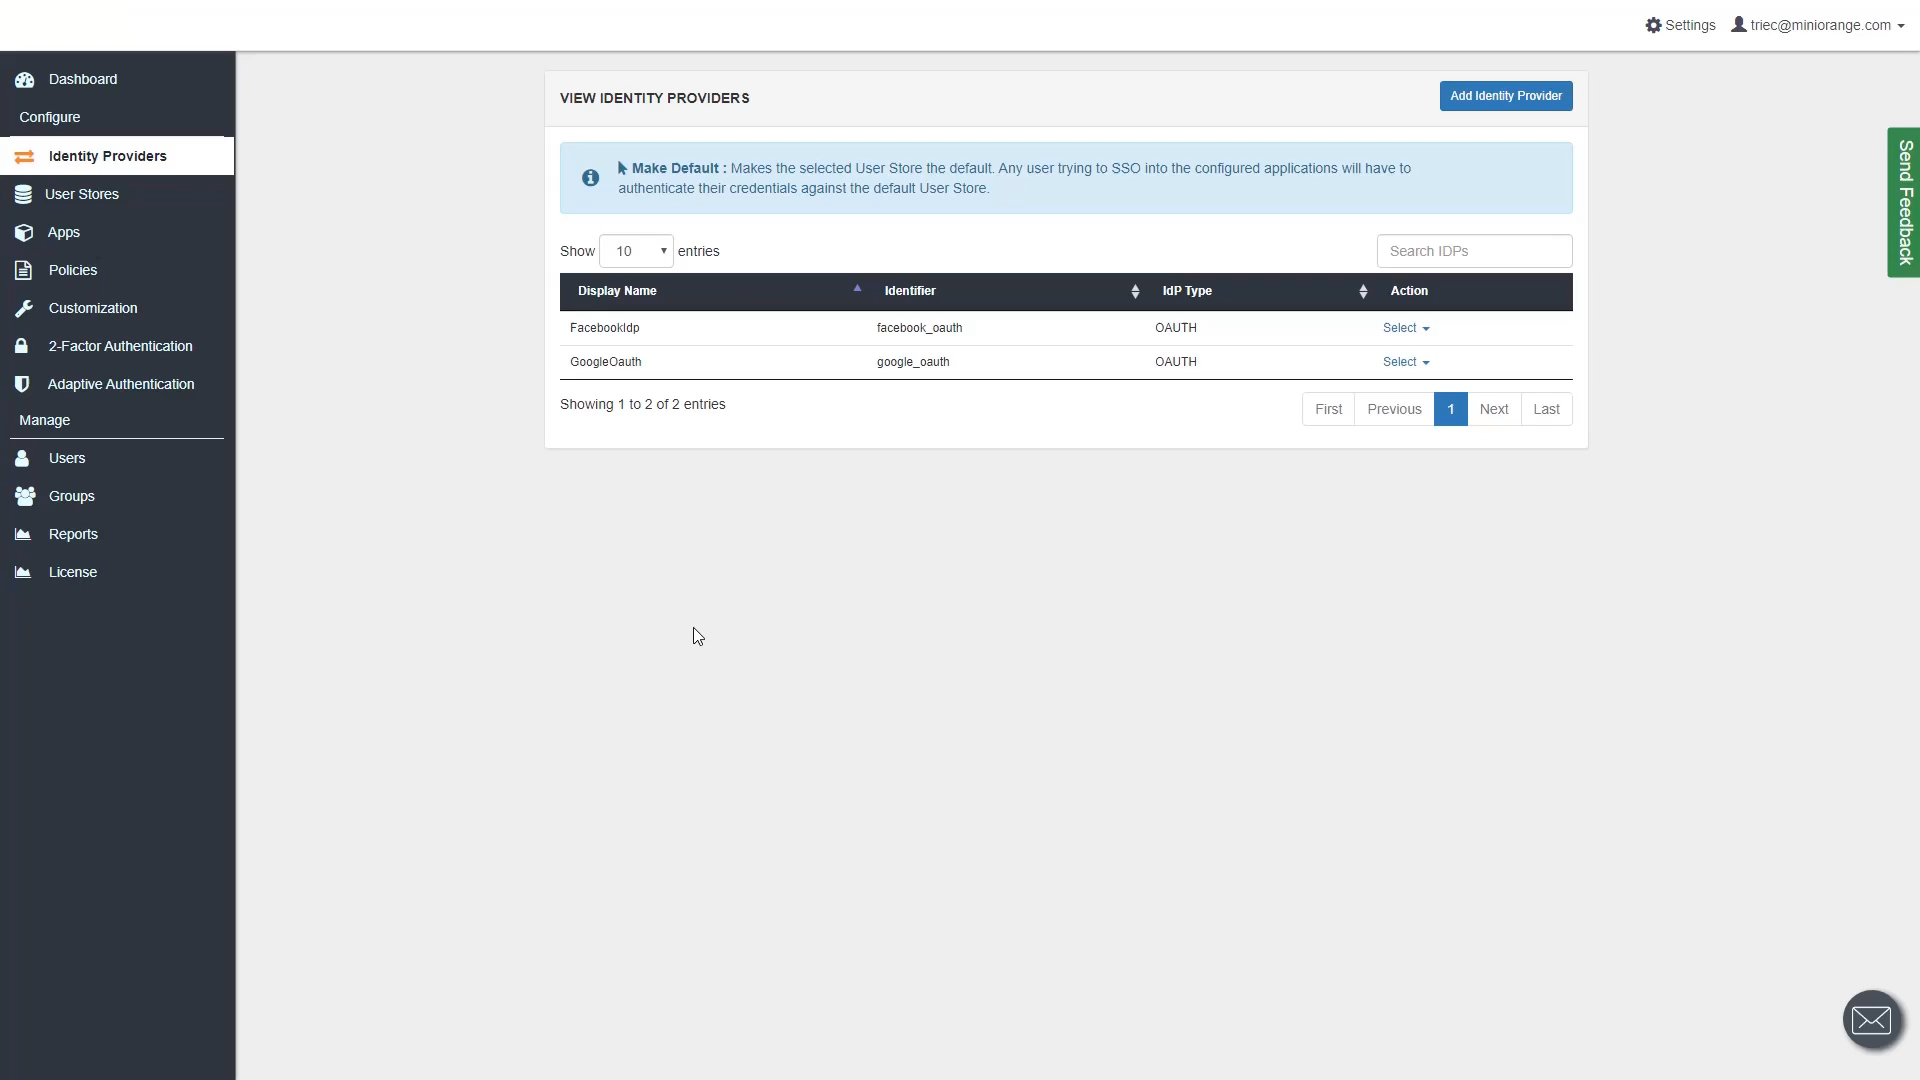 Settings triec@miniorange.com
Dashboard
Configure
Identity Providers
User Stores
Apps
Policies
Customization
2-Factor Authentication
Adaptive Authentication
Manage
Users
Groups
Reports
License
VIEW IDENTITY PROVIDERS
Add Identity Provider
Make Default : Makes the selected User Store the default. Any user trying to SSO into the configured applications will have to
authenticate their credentials against the default User Store.
Show 10 entries
Search IDPs
Display Name Identifier IdP Type Action
FacebookIdp facebook_oauth OAUTH Select
GoogleOauth google_oauth OAUTH Select
Showing 1 to 2 of 2 entries
First Previous 1 Next Last
Send Feedback